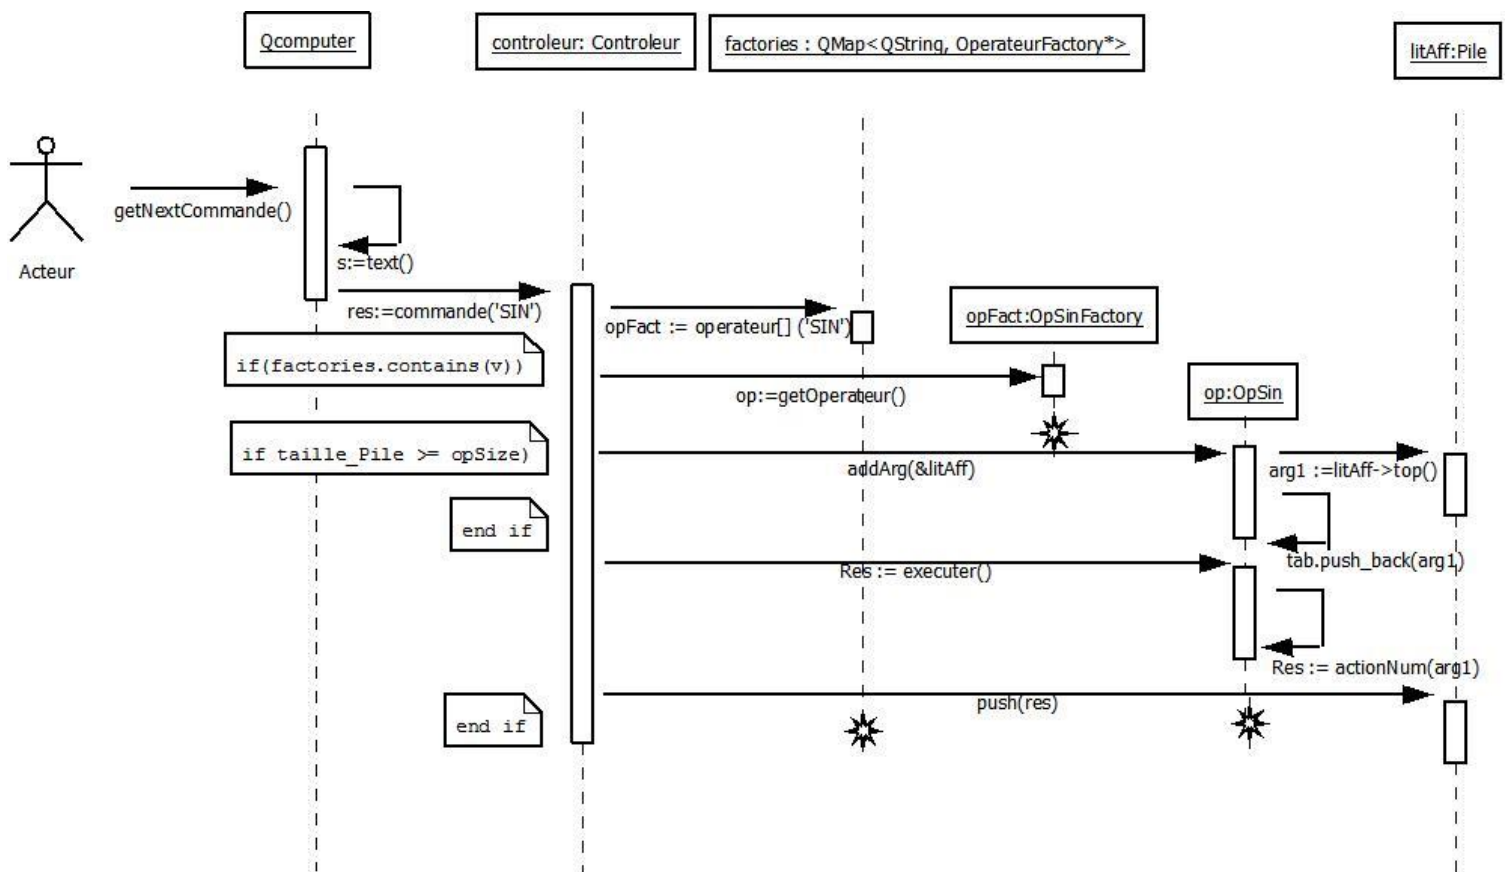 Qcomputer
controleur: Controleur
factories : QMap<QString, OperateurFactory*>
litAff:Pile
getNextCommande()
Acteur
s:=text()
res:=commande('SIN')
opFact := operateur[] ('SIN')
opFact:OpSinFactory
if(factories.contains(v))
op:=getOperateur()
op:OpSin
if taille_Pile >= opSize)
addArg(&litAff)
arg1 :=litAff->top()
end if
tab.push_back(arg1)
Res := executer()
Res := actionNum(arg1)
push(res)
end if